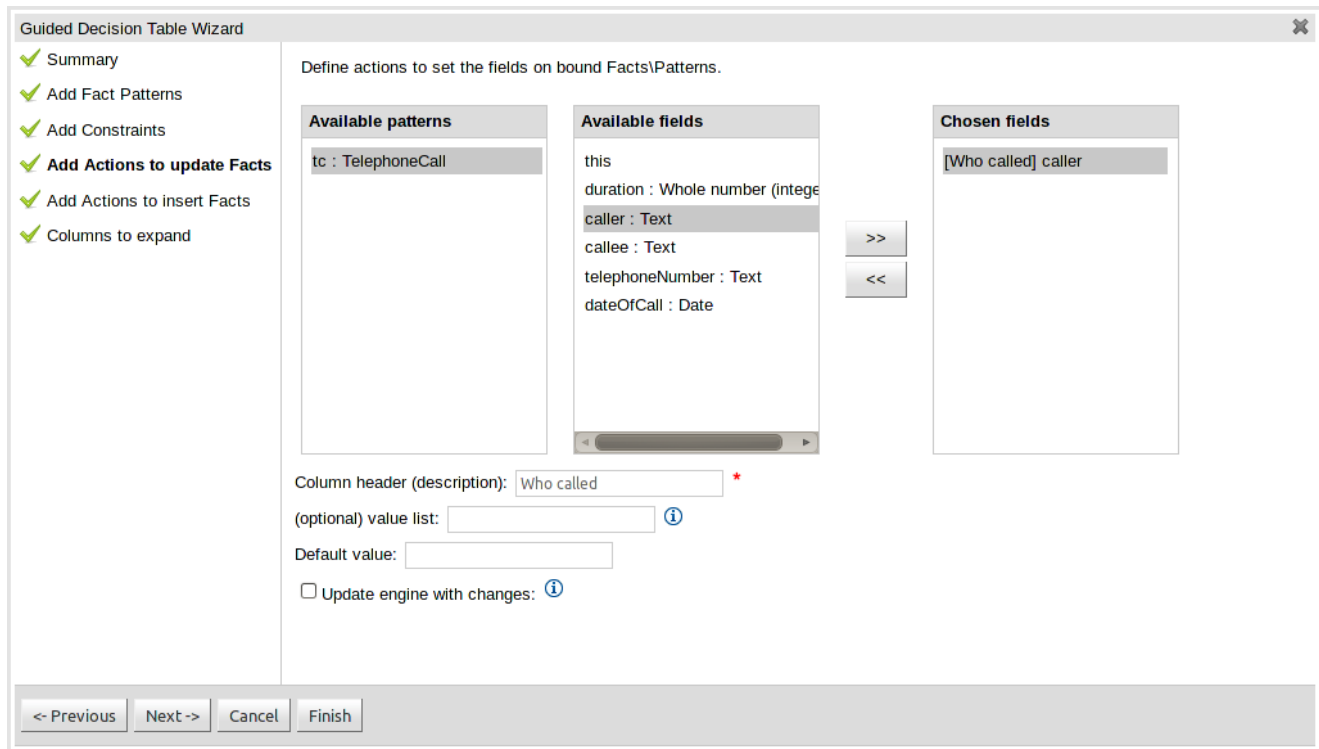 Guided Decision Table Wizard
Summary
Add Fact Patterns
Add Constraints
Add Actions to update Facts
Add Actions to insert Facts
Columns to expand
Define actions to set the fields on bound Facts\Patterns.
Available patterns
tc : TelephoneCall
Available fields
this
duration : Whole number (intege
caller : Text
callee : Text
telephoneNumber : Text
dateOfCall : Date
>>
<<
Chosen fields
[Who called] caller
Column header (description): Who called *
(optional) value list:
Default value:
Update engine with changes:
<- Previous Next -> Cancel Finish